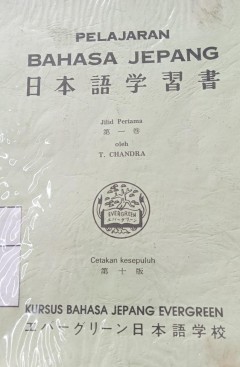 PELAJARAN
BAHASA JEPANG
日本語学習書
Jilid Pertama
第一巻
oleh
T. CHANDRA
EVERGREEN
エバーグリーン
Cetakan kesepuluh
第十版
KURSUS BAHASA JEPANG EVERGREEN
エバーグリーン日本語学校